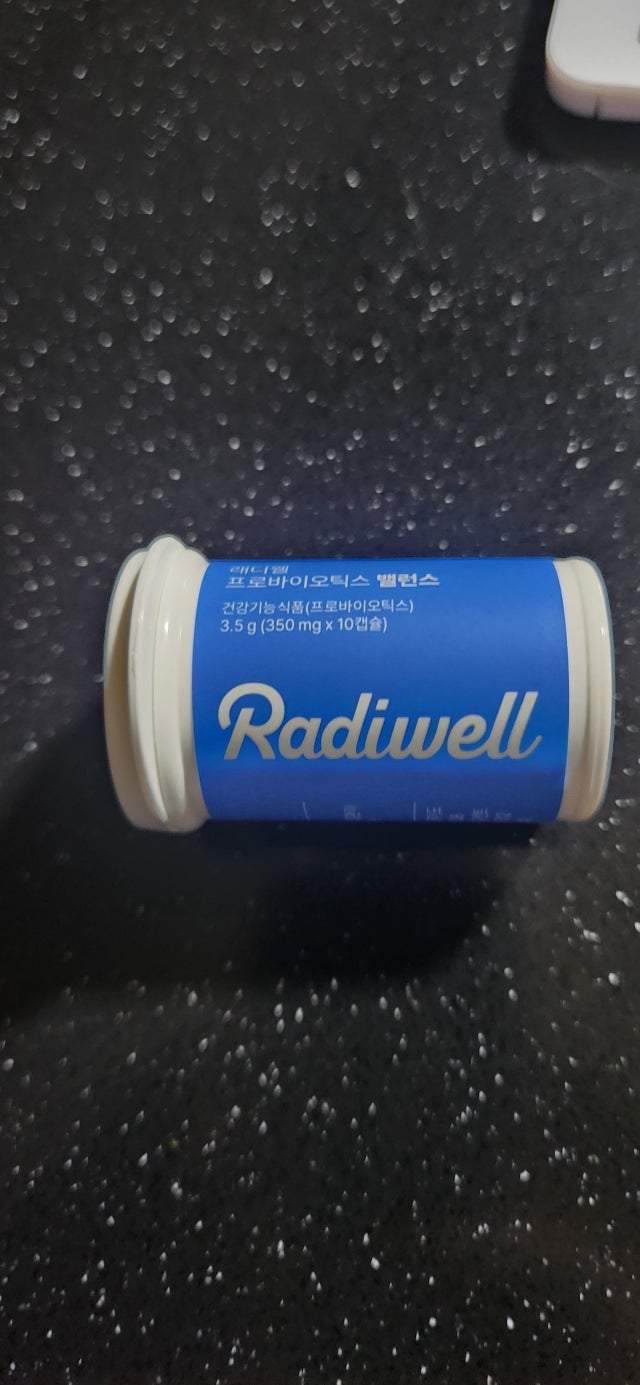 래디웰
프로바이오틱스 밸런스
건강기능식품(프로바이오틱스)
3.5 g (350 mg x 10캡슐)
Radiwell